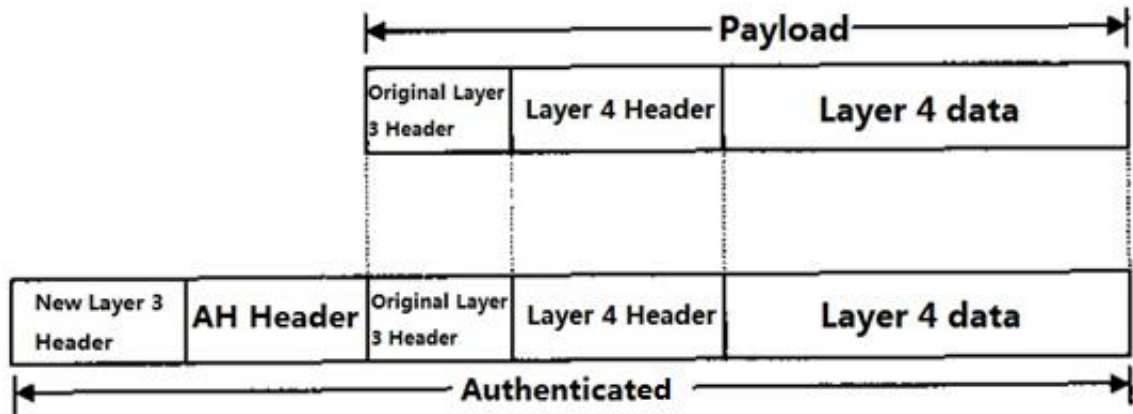 Payload
Original Layer
3 Header
Layer 4 Header
Layer 4 data
New Layer 3
Header
AH Header
Original Layer
3 Header
Layer 4 Header
Layer 4 data
Authenticated